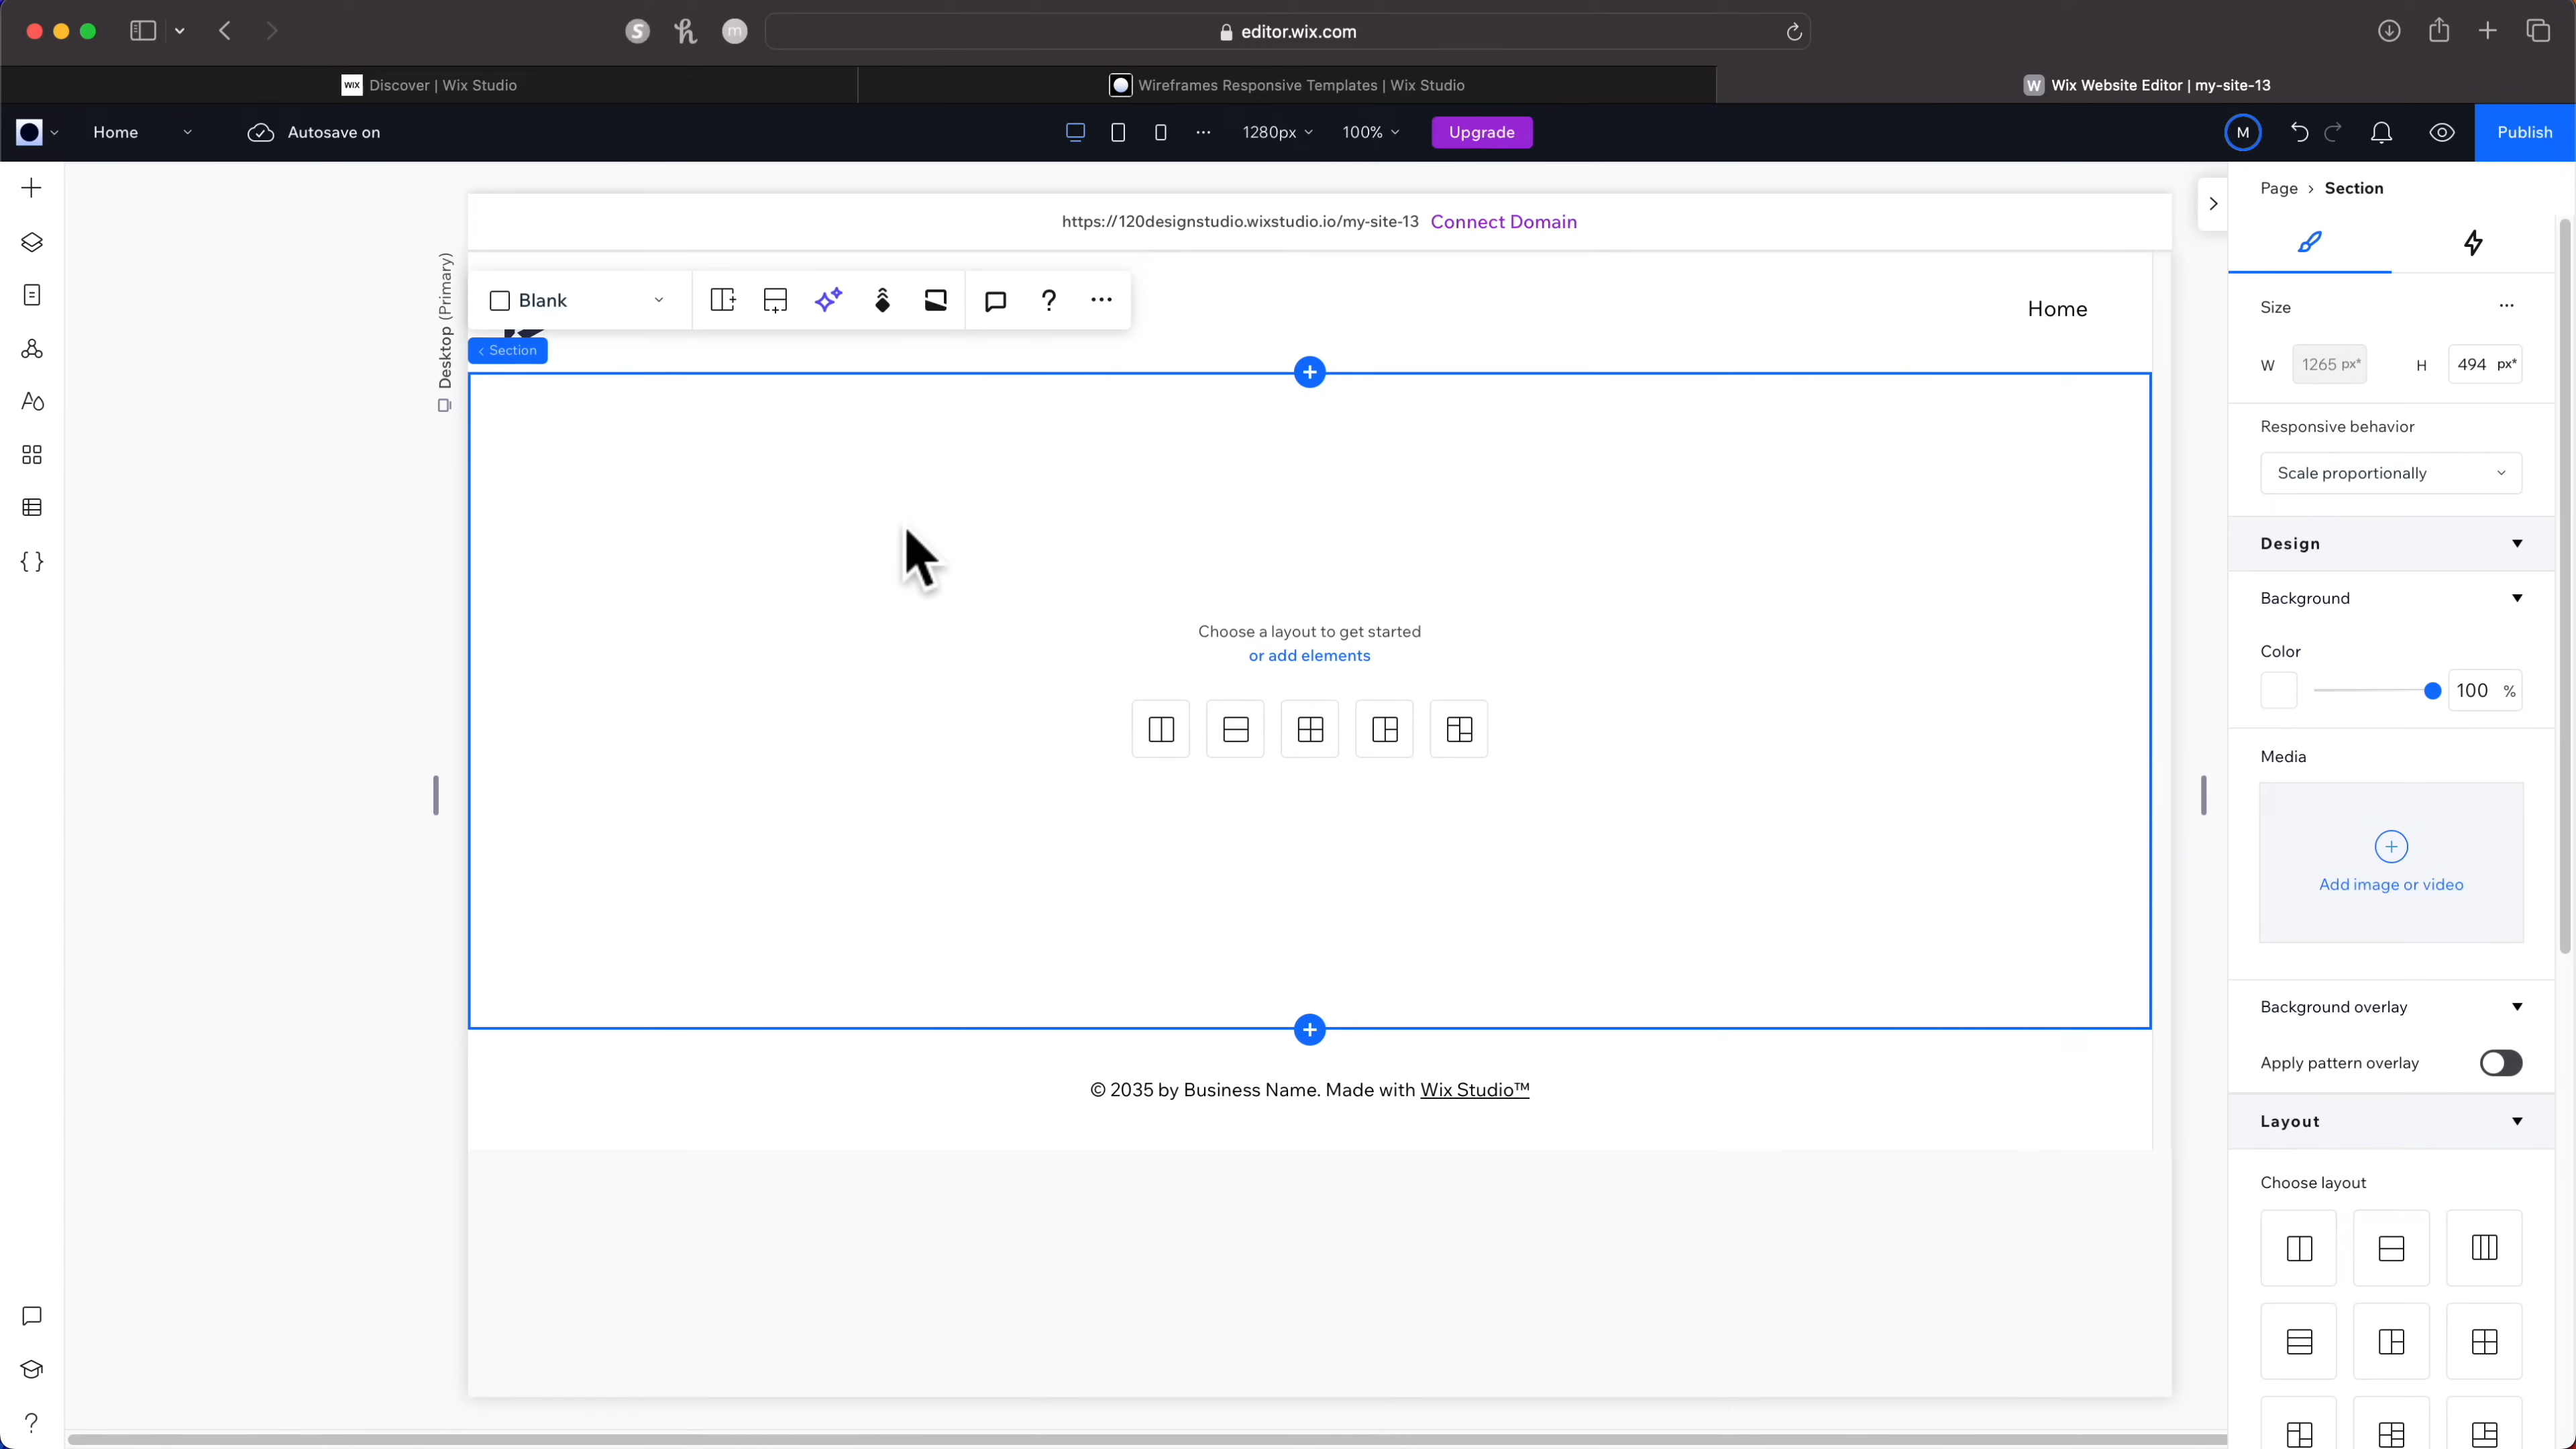 editor.wix.com
WIX Discover | Wix Studio
Wireframes Responsive Templates | Wix Studio
W Wix Website Editor | my-site-13
Home
Autosave on
1280px
100%
Upgrade
M
Publish
https://120designstudio.wixstudio.io/my-site-13 Connect Domain
Desktop (Primary)
Blank
?
Home
< Section
Choose a layout to get started
or add elements
© 2035 by Business Name. Made with Wix Studio™
Page > Section
Size
W 1265 px* H 494 px*
Responsive behavior
Scale proportionally
Design
Background
Color
100 %
Media
Add image or video
Background overlay
Apply pattern overlay
Layout
Choose layout
?